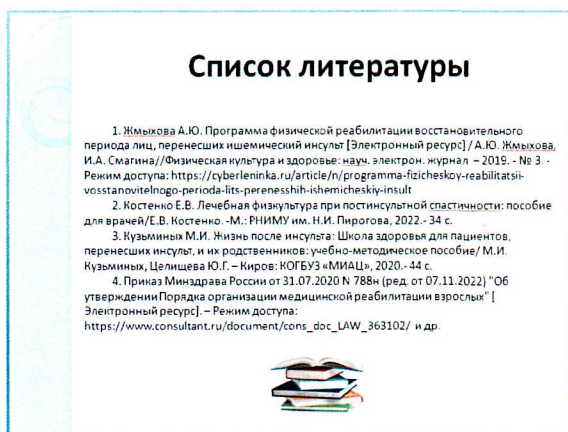 Список литературы
1. Жмыхова А.Ю. Программа физической реабилитации восстановительного
периода лиц, перенесших ишемический инсульт [Электронный ресурс] / А.Ю. Жмыхова,
И.А. Смагина//Физическая культура и здоровье: науч. электрон. журнал – 2019. - № 3. -
Режим доступа: https://cyberleninka.ru/article/n/programma-fizicheskoy-reabilitatsii-
vosstanovitelnogo-perioda-lits-perenesshih-ishemicheskiy-insult
2. Костенко Е.В. Лечебная физкультура при постинсультной спастичности: пособие
для врачей/Е.В. Костенко. -М.: РНИМУ им. Н.И. Пирогова, 2022.- 34 с.
3. Кузьминых М.И. Жизнь после инсульта: Школа здоровья для пациентов,
перенесших инсульт, и их родственников: учебно-методическое пособие/ М.И.
Кузьминых, Целищева Ю.Г. – Киров: КОГБУЗ «МИАЦ», 2020.- 44 с.
4. Приказ Минздрава России от 31.07.2020 N 788н (ред. от 07.11.2022) "Об
утверждении Порядка организации медицинской реабилитации взрослых" [
Электронный ресурс]. – Режим доступа:
https://www.consultant.ru/document/cons_doc_LAW_363102/ и др.